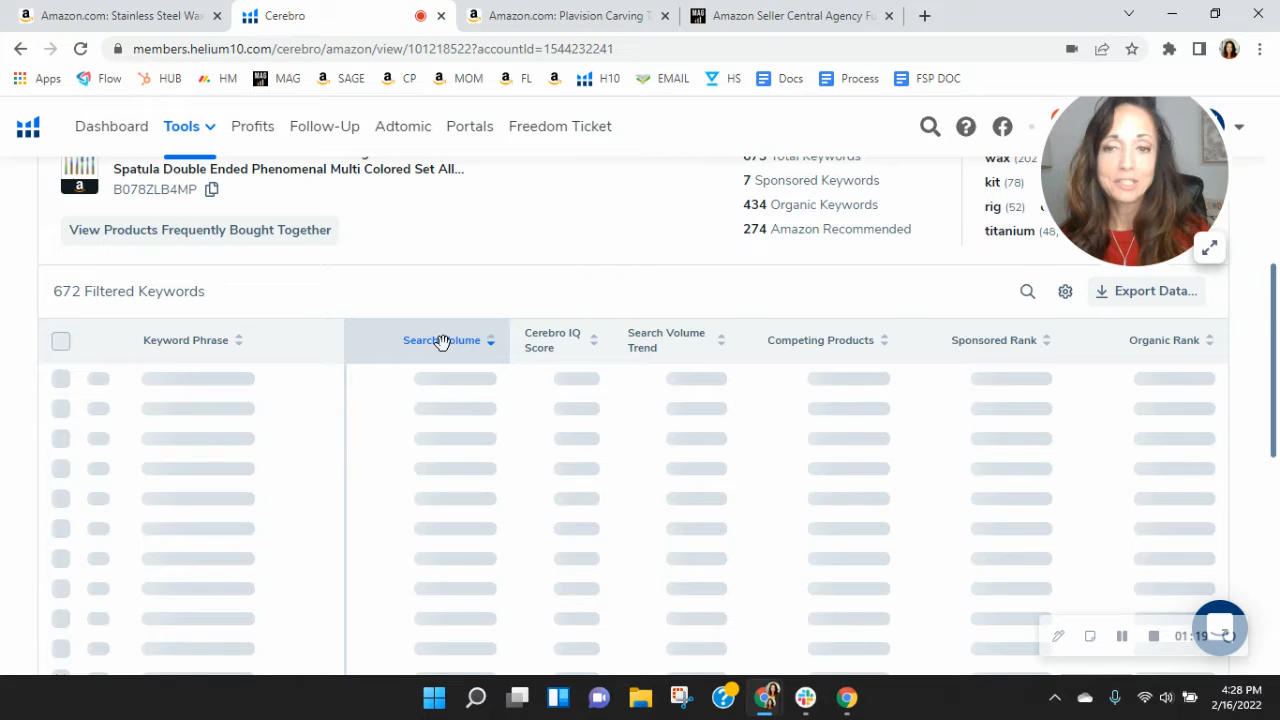 Amazon.com: Stainless Steel Wax
Cerebro
Amazon.com: Plavision Carving T
Amazon Seller Central Agency Fu
members.helium10.com/cerebro/amazon/view/101218522?accountId=1544232241
Apps
Flow
HUB
HM
MAG
SAGE
CP
MOM
FL
H10
EMAIL
HS
Docs
Process
FSP DOC
Dashboard
Tools
Profits
Follow-Up
Adtomic
Portals
Freedom Ticket
Spatula Double Ended Phenomenal Multi Colored Set All...
B078ZLB4MP
View Products Frequently Bought Together
673 Total Keywords
7 Sponsored Keywords
434 Organic Keywords
274 Amazon Recommended
wax (202
kit (78)
rig (52)
titanium (48,
672 Filtered Keywords
Export Data...
Keyword Phrase
Search Volume
Cerebro IQ
Score
Search Volume
Trend
Competing Products
Sponsored Rank
Organic Rank
01:19
4:28 PM
2/16/2022